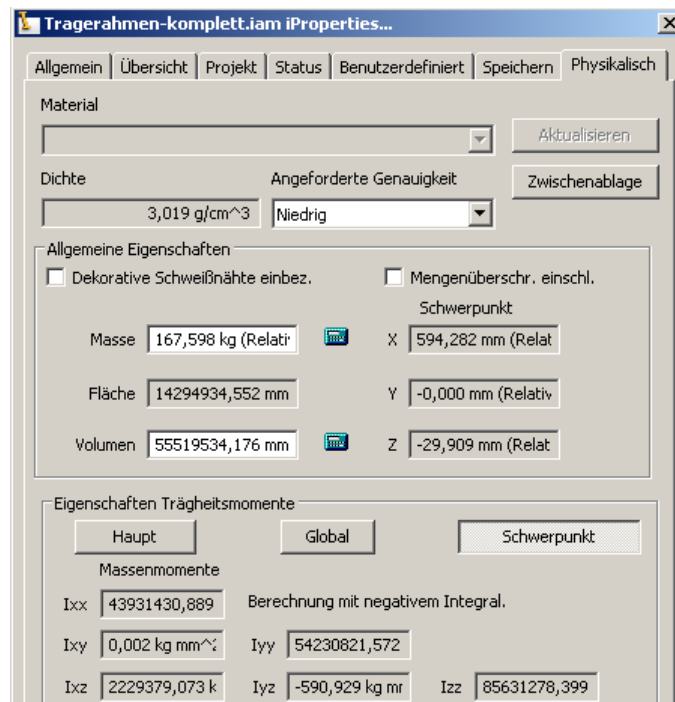 Tragerahmen-komplett.iam iProperties...
Allgemein Übersicht Projekt Status Benutzerdefiniert Speichern Physikalisch
Material
Aktualisieren
Dichte Angeforderte Genauigkeit Zwischenablage
3,019 g/cm^3 Niedrig
Allgemeine Eigenschaften
Dekorative Schweißnähte einbez. Mengenüberschr. einschl.
Schwerpunkt
Masse 167,598 kg (Relati X 594,282 mm (Relat
Fläche 14294934,552 mm Y -0,000 mm (Relativ
Volumen 55519534,176 mm Z -29,909 mm (Relat
Eigenschaften Trägheitsmomente
Haupt Global Schwerpunkt
Massenmomente
Ixx 43931430,889 Berechnung mit negativem Integral.
Ixy 0,002 kg mm^2 Iyy 54230821,572
Ixz 2229379,073 k Iyz -590,929 kg mr Izz 85631278,399